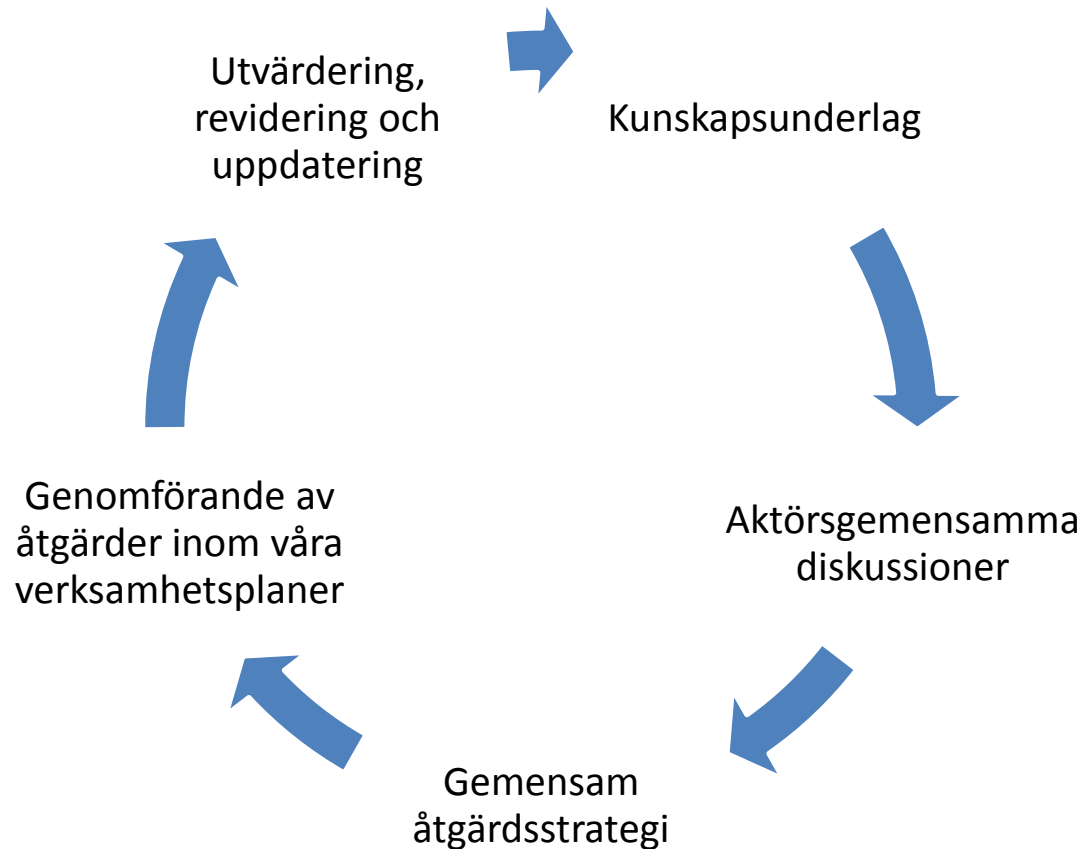 Utvärdering,
revidering och
uppdatering
Kunskapsunderlag
Aktörsgemensamma
diskussioner
Gemensam
åtgärdsstrategi
Genomförande av
åtgärder inom våra
verksamhetsplaner